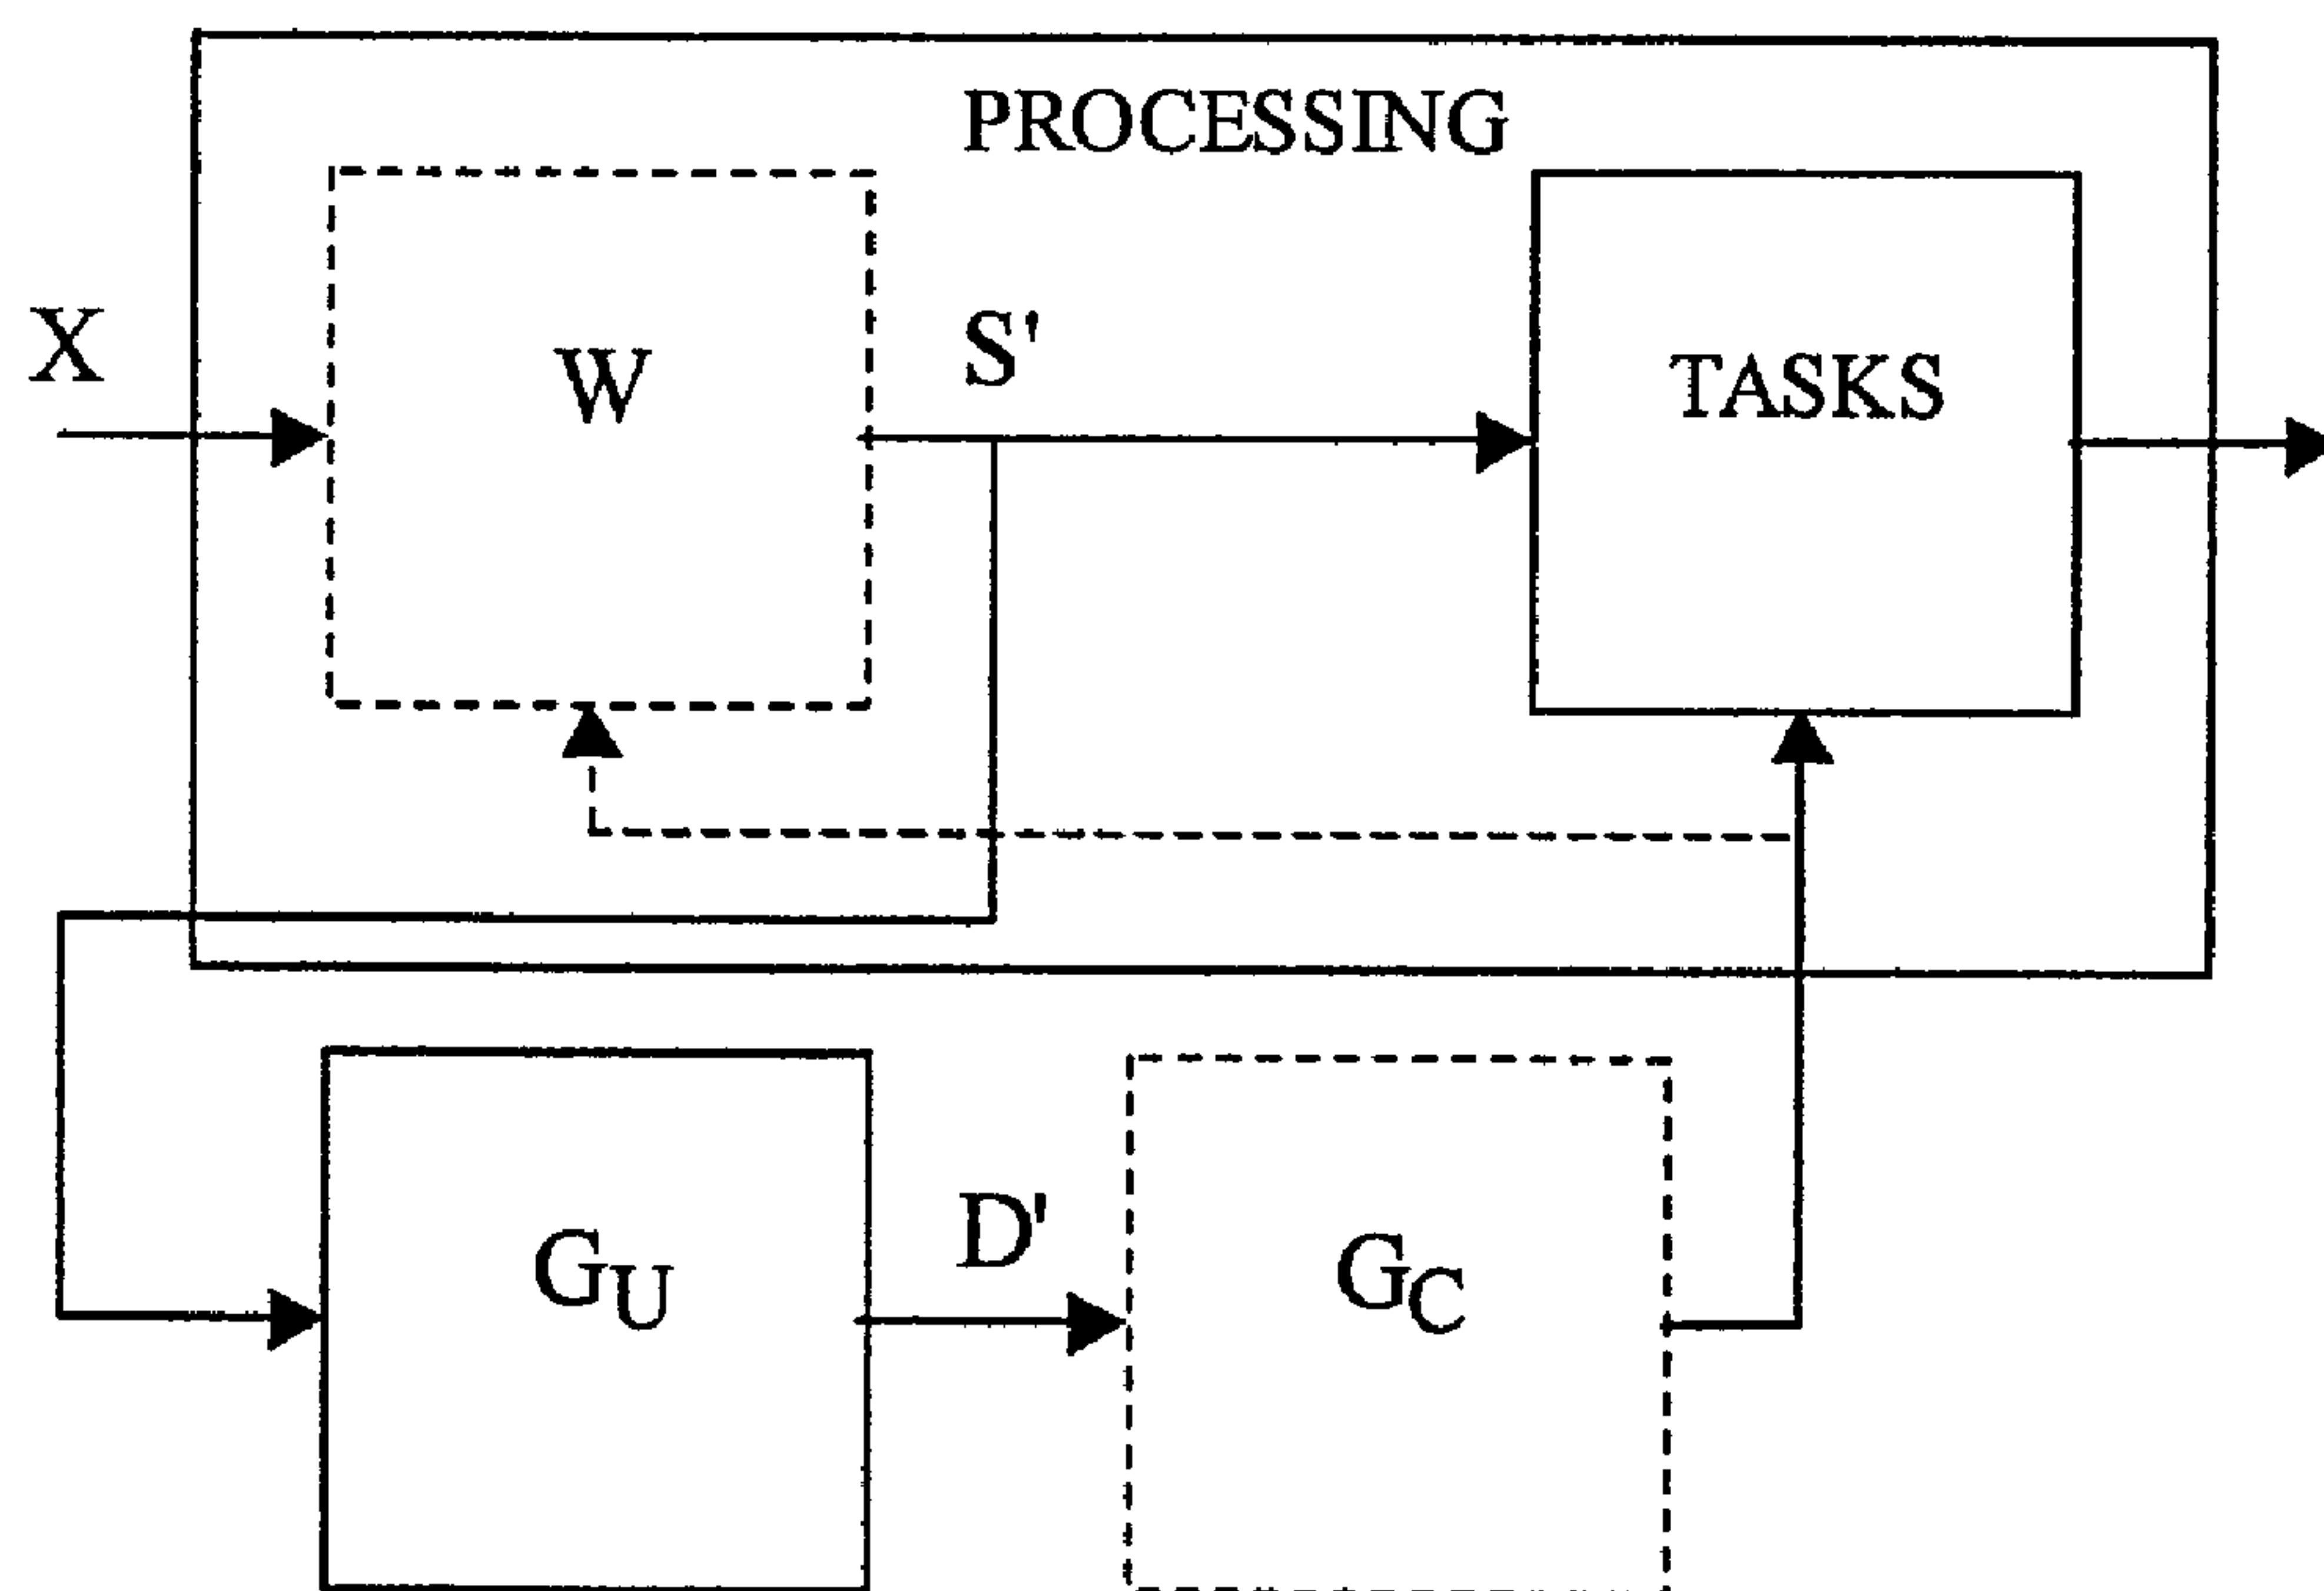 PROCESSING
X
W
S'
TASKS
GU
D'
GC